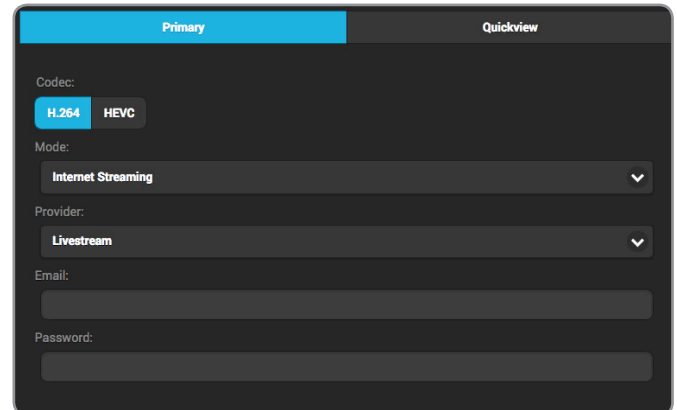 Primary Quickview
Codec:
H.264 HEVC
Mode:
Internet Streaming
Provider:
Livestream
Email:
Password: